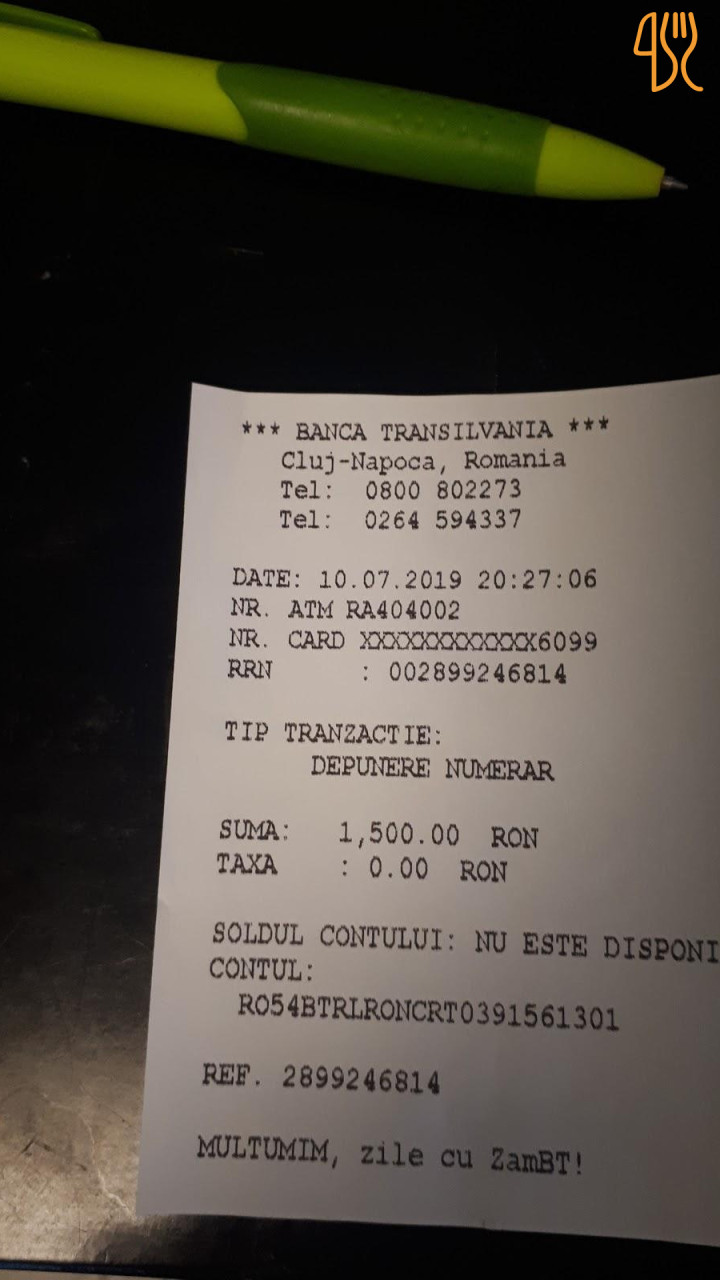 *** BANCA TRANSILVANIA ***
Cluj-Napoca, Romania
Tel: 0800 802273
Tel: 0264 594337
DATE: 10.07.2019 20:27:06
NR. ATM RA404002
NR. CARD XXXXXXXXXXXX6099
RRN : 002899246814
TIP TRANZACTIE:
DEPUNERE NUMERAR
SUMA: 1,500.00 RON
TAXA : 0.00 RON
SOLDUL CONTULUI: NU ESTE DISPONI
CONTUL:
RO54BTRLRONCRT0391561301
REF. 2899246814
MULTUMIM, zile cu ZamBT!